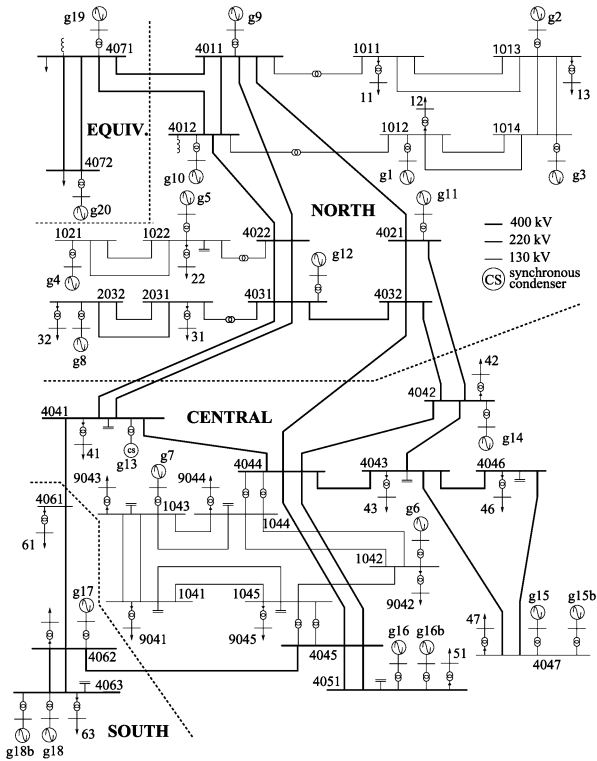 g19
g9
g2
4071
4011
1011
1013
11
13
12
EQUIV.
4012
1012
1014
4072
g10
g1
g3
g20
g5
NORTH
g11
1021
1022
4022
g12
4021
400 kV
220 kV
130 kV
CS synchronous
condenser
g4
22
2032
2031
4031
4032
32
g8
31
42
4042
4041
CENTRAL
g14
41
cs
g13
g7
9043
9044
4044
4043
4046
4061
1043
1044
43
46
g6
61
1042
g17
1041
1045
9042
g15
g15b
9041
9045
47
g16
g16b
51
4062
4045
4047
4063
4051
g18b
g18
63
SOUTH